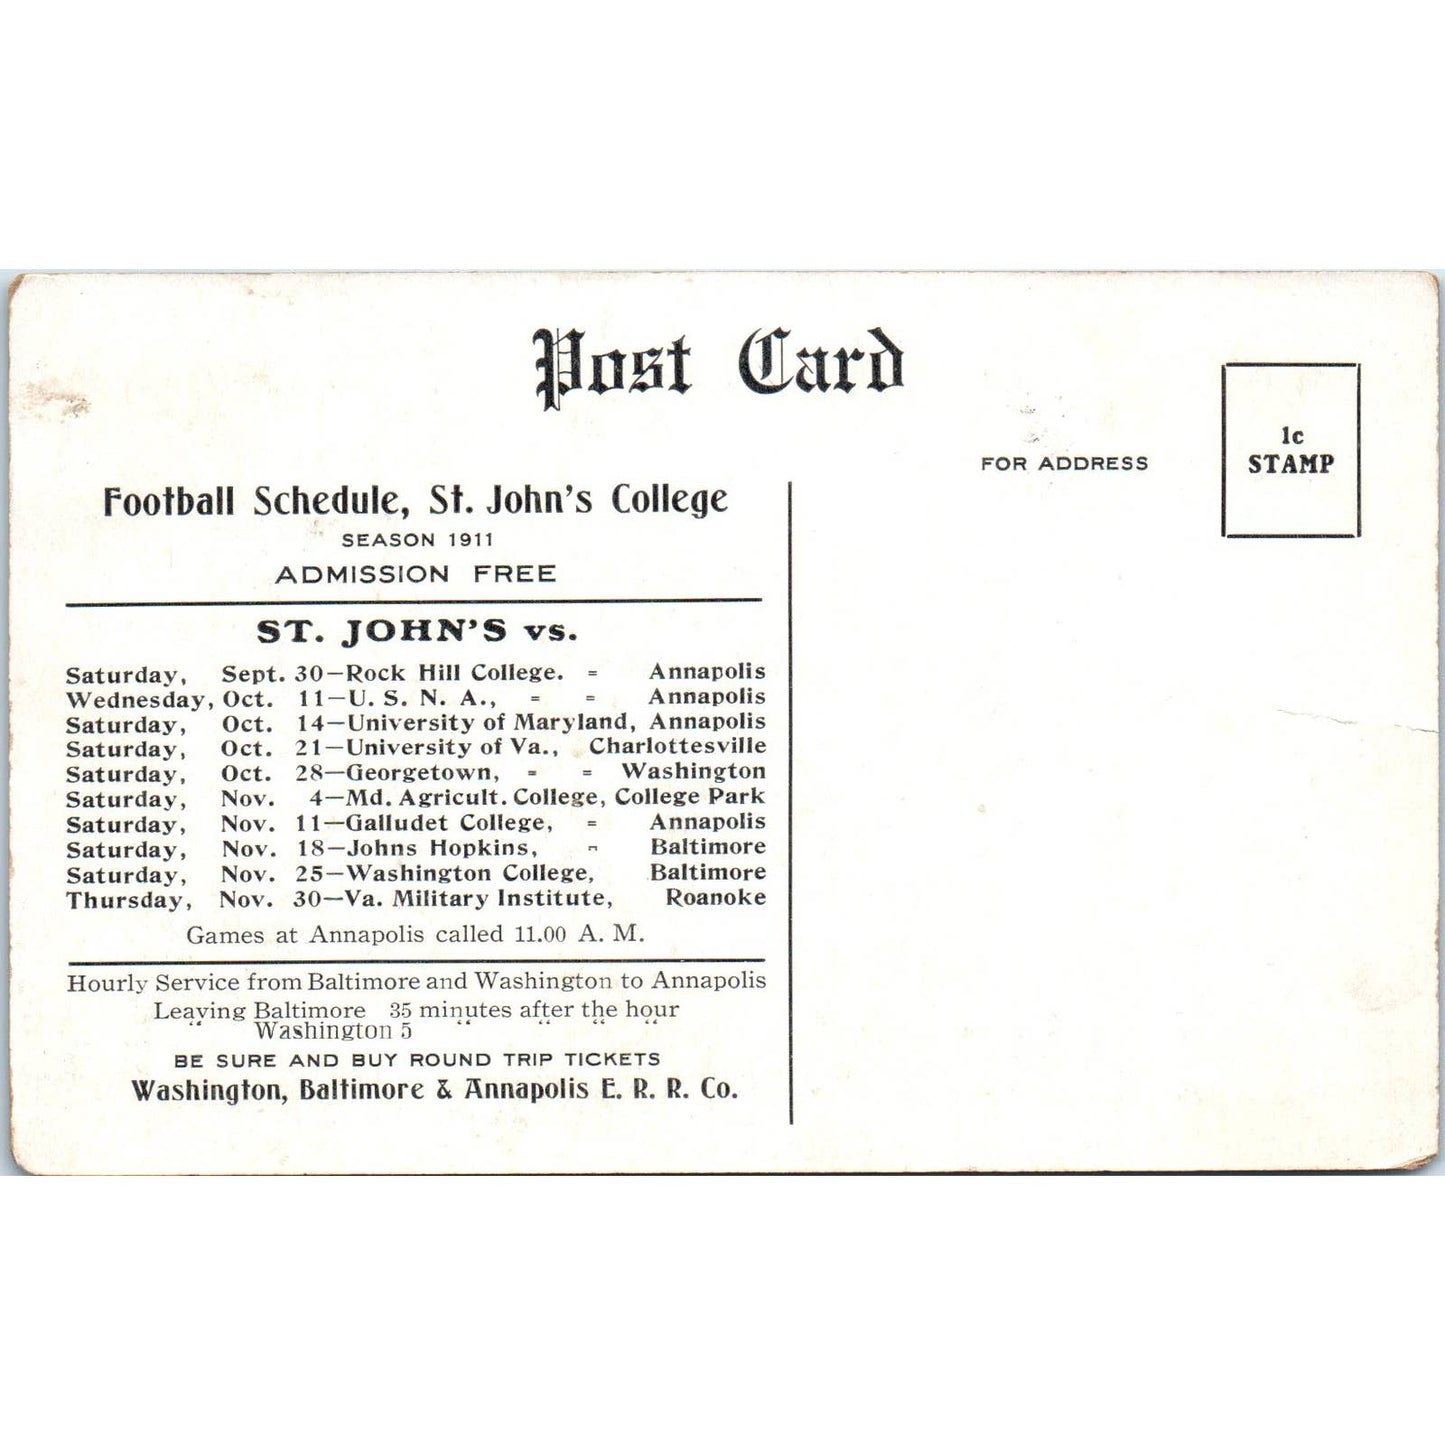 Post Card
FOR ADDRESS
1c
STAMP
Football Schedule, St. John's College
SEASON 1911
ADMISSION FREE
ST. JOHN'S vs.
Saturday, Sept. 30—Rock Hill College. = Annapolis
Wednesday, Oct. 11—U. S. N. A., = = Annapolis
Saturday, Oct. 14—University of Maryland, Annapolis
Saturday, Oct. 21—University of Va., Charlottesville
Saturday, Oct. 28—Georgetown, = = Washington
Saturday, Nov. 4—Md. Agricult. College, College Park
Saturday, Nov. 11—Galludet College, = Annapolis
Saturday, Nov. 18—Johns Hopkins, = Baltimore
Saturday, Nov. 25—Washington College, Baltimore
Thursday, Nov. 30—Va. Military Institute, Roanoke
Games at Annapolis called 11.00 A. M.
Hourly Service from Baltimore and Washington to Annapolis
Leaving Baltimore 35 minutes after the hour
" Washington 5 " " " "
BE SURE AND BUY ROUND TRIP TICKETS
Washington, Baltimore & Annapolis E. R. R. Co.